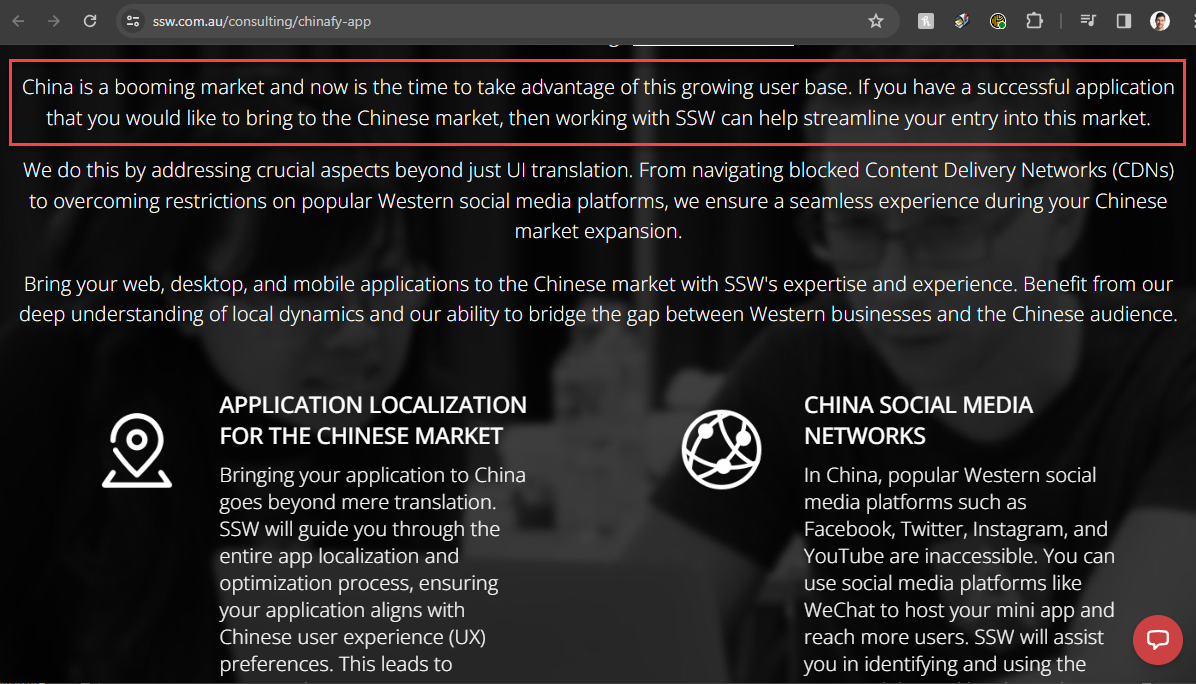 ssw.com.au/consulting/chinafy-app
China is a booming market and now is the time to take advantage of this growing user base. If you have a successful application
that you would like to bring to the Chinese market, then working with SSW can help streamline your entry into this market.
We do this by addressing crucial aspects beyond just UI translation. From navigating blocked Content Delivery Networks (CDNs)
to overcoming restrictions on popular Western social media platforms, we ensure a seamless experience during your Chinese
market expansion.
Bring your web, desktop, and mobile applications to the Chinese market with SSW's expertise and experience. Benefit from our
deep understanding of local dynamics and our ability to bridge the gap between Western businesses and the Chinese audience.
APPLICATION LOCALIZATION
FOR THE CHINESE MARKET
Bringing your application to China
goes beyond mere translation.
SSW will guide you through the
entire app localization and
optimization process, ensuring
your application aligns with
Chinese user experience (UX)
preferences. This leads to
CHINA SOCIAL MEDIA
NETWORKS
In China, popular Western social
media platforms such as
Facebook, Twitter, Instagram, and
YouTube are inaccessible. You can
use social media platforms like
WeChat to host your mini app and
reach more users. SSW will assist
you in identifying and using the